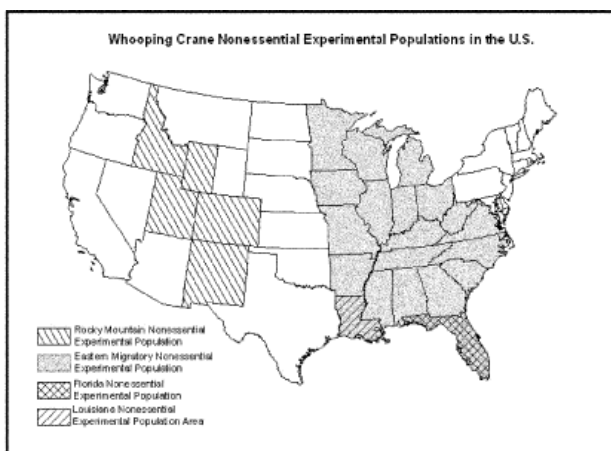 Whooping Crane Nonessential Experimental Populations in the U.S.
Rocky Mountain Nonessential
Experimental Population
Eastern Migratory Nonessential
Experimental Population
Florida Nonessential
Experimental Population
Louisiana Nonessential
Experimental Population Area